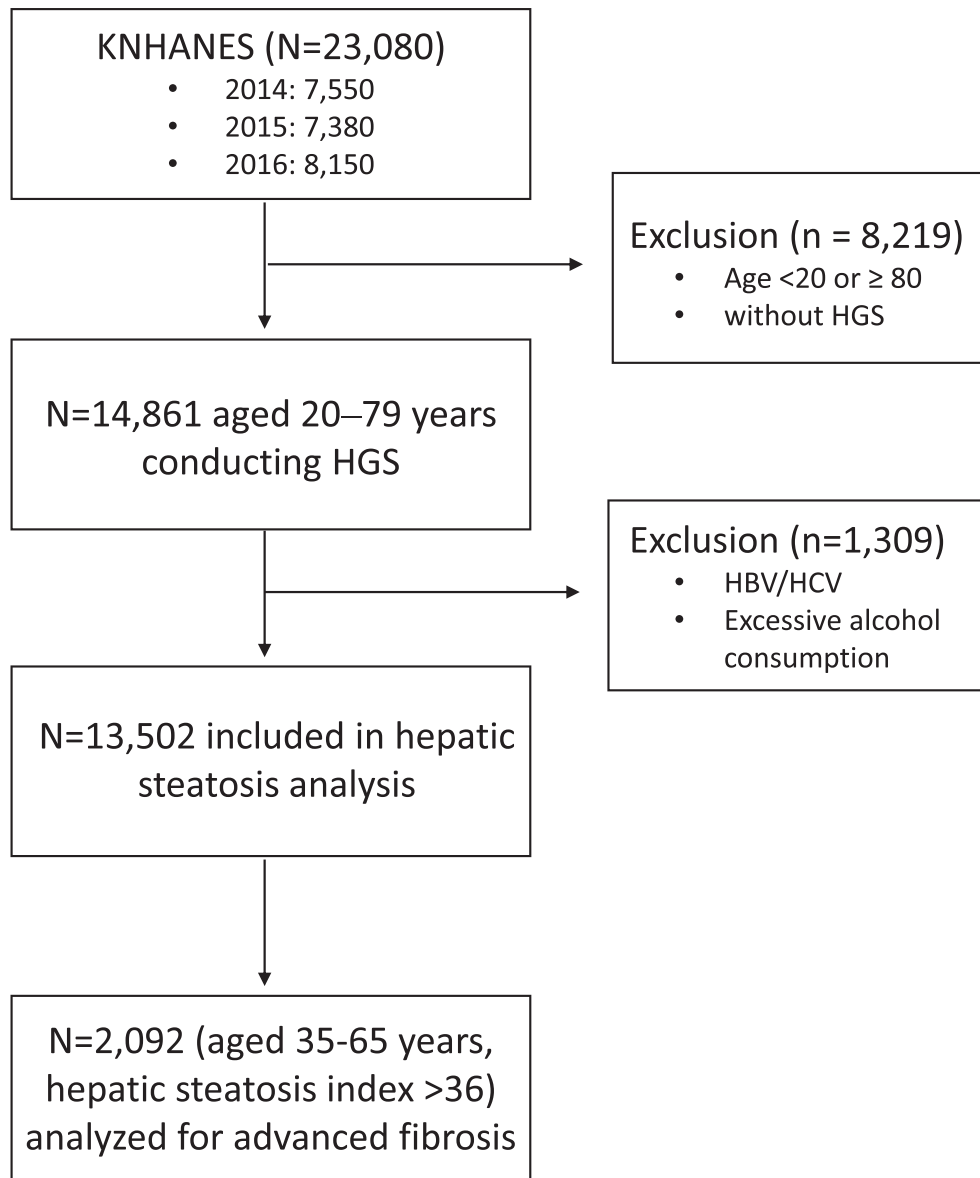 KNHANES (N=23,080)
• 2014: 7,550
• 2015: 7,380
• 2016: 8,150
Exclusion (n = 8,219)
• Age <20 or ≥ 80
• without HGS
N=14,861 aged 20–79 years
conducting HGS
Exclusion (n=1,309)
• HBV/HCV
• Excessive alcohol
consumption
N=13,502 included in hepatic
steatosis analysis
N=2,092 (aged 35-65 years,
hepatic steatosis index >36)
analyzed for advanced fibrosis